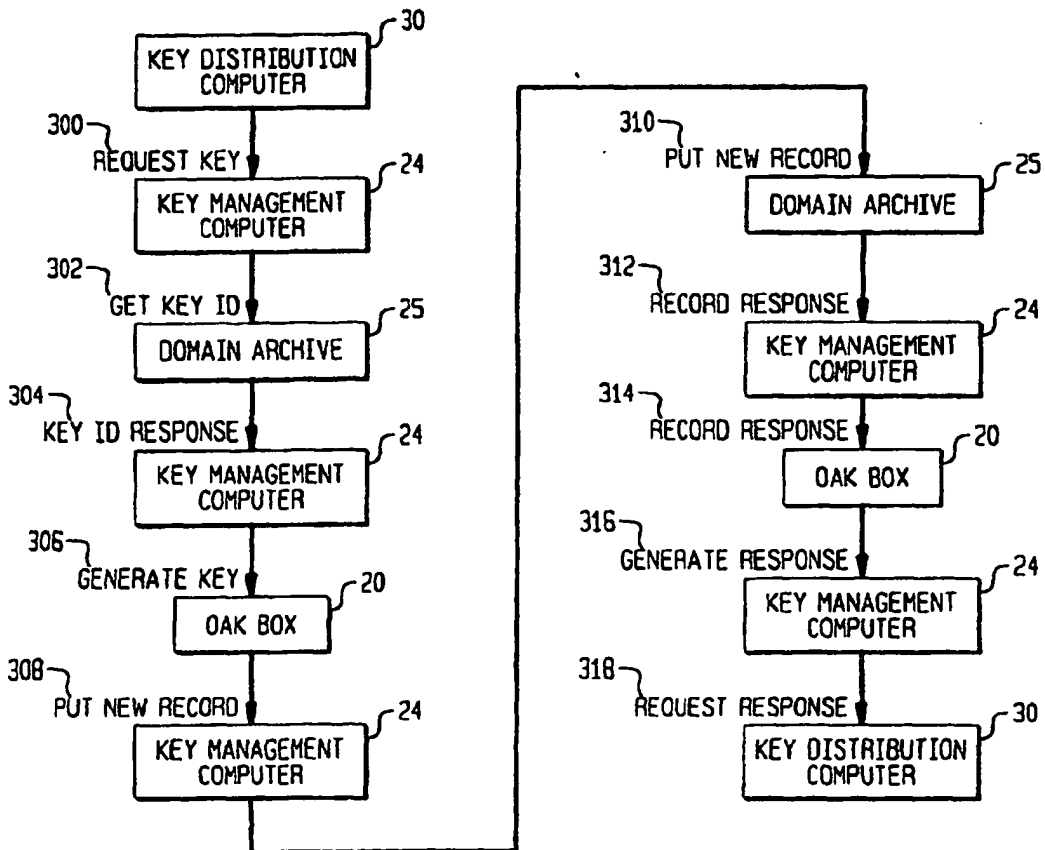 30
KEY DISTRIBUTION
COMPUTER
300
REQUEST KEY
24
KEY MANAGEMENT
COMPUTER
302
GET KEY ID
25
DOMAIN ARCHIVE
304
KEY ID RESPONSE
24
KEY MANAGEMENT
COMPUTER
306
GENERATE KEY
20
OAK BOX
308
PUT NEW RECORD
24
KEY MANAGEMENT
COMPUTER
310
PUT NEW RECORD
25
DOMAIN ARCHIVE
312
RECORD RESPONSE
24
KEY MANAGEMENT
COMPUTER
314
RECORD RESPONSE
20
OAK BOX
316
GENERATE RESPONSE
24
KEY MANAGEMENT
COMPUTER
318
REQUEST RESPONSE
30
KEY DISTRIBUTION
COMPUTER